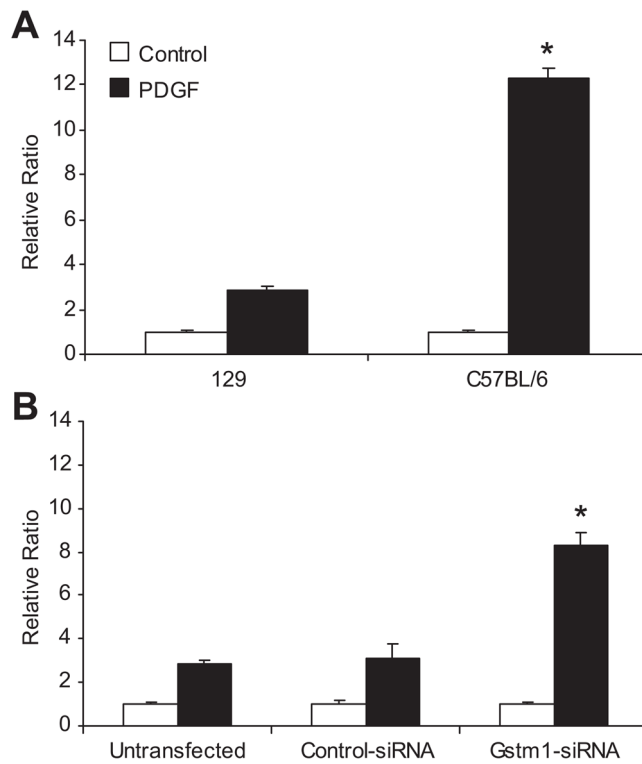 A
Control
PDGF
Relative Ratio
14
12
10
8
6
4
2
0
*
129
C57BL/6
B
Relative Ratio
14
12
10
8
6
4
2
0
*
Untransfected
Control-siRNA
Gstm1-siRNA